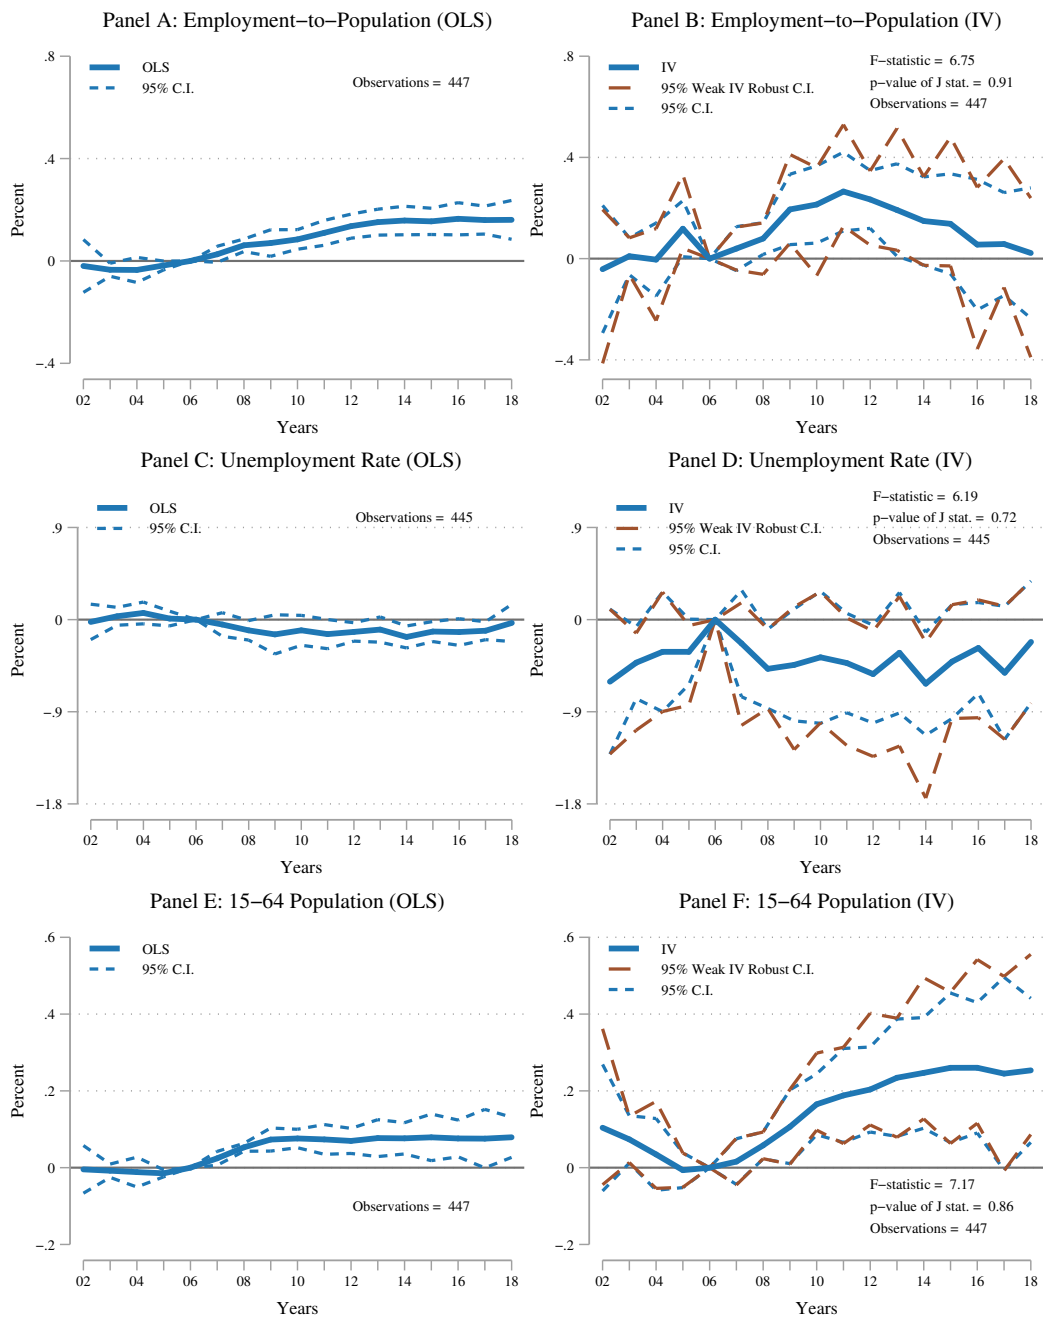 Panel A: Employment−to−Population (OLS)
.8
.4
0
−.4
Percent
OLS
95% C.I.
Observations = 447
02 04 06 08 10 12 14 16 18
Years
Panel B: Employment−to−Population (IV)
.8
.4
0
−.4
Percent
IV
95% Weak IV Robust C.I.
95% C.I.
F−statistic = 6.75
p−value of J stat. = 0.91
Observations = 447
02 04 06 08 10 12 14 16 18
Years
Panel C: Unemployment Rate (OLS)
.9
0
−.9
−1.8
Percent
OLS
95% C.I.
Observations = 445
02 04 06 08 10 12 14 16 18
Years
Panel D: Unemployment Rate (IV)
.9
0
−.9
−1.8
Percent
IV
95% Weak IV Robust C.I.
95% C.I.
F−statistic = 6.19
p−value of J stat. = 0.72
Observations = 445
02 04 06 08 10 12 14 16 18
Years
Panel E: 15−64 Population (OLS)
.6
.4
.2
0
−.2
Percent
OLS
95% C.I.
Observations = 447
02 04 06 08 10 12 14 16 18
Years
Panel F: 15−64 Population (IV)
.6
.4
.2
0
−.2
Percent
IV
95% Weak IV Robust C.I.
95% C.I.
F−statistic = 7.17
p−value of J stat. = 0.86
Observations = 447
02 04 06 08 10 12 14 16 18
Years